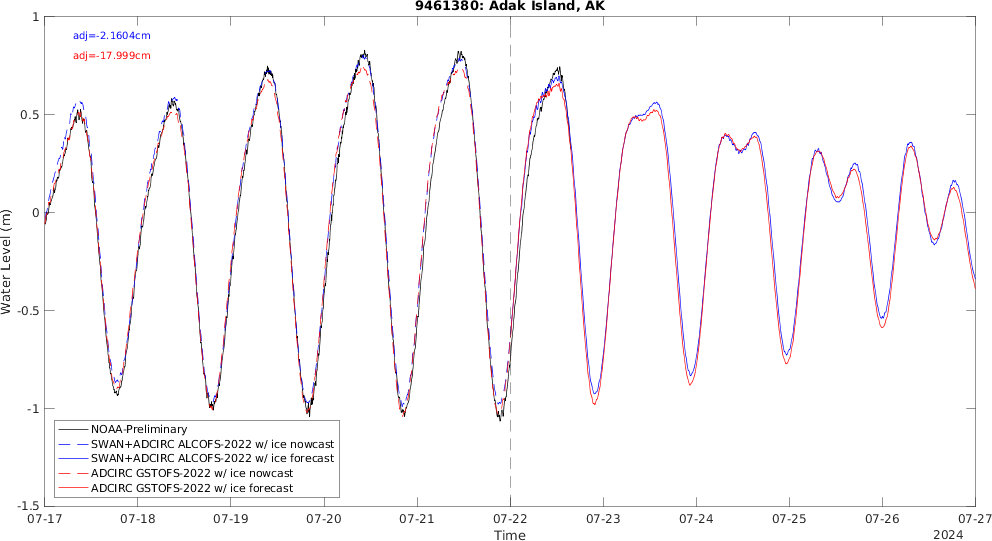 9461380: Adak Island, AK
adj=-2.1604cm
adj=-17.999cm
Water Level (m)
1
0.5
0
-0.5
-1
-1.5
NOAA-Preliminary
SWAN+ADCIRC ALCOFS-2022 w/ ice nowcast
SWAN+ADCIRC ALCOFS-2022 w/ ice forecast
ADCIRC GSTOFS-2022 w/ ice nowcast
ADCIRC GSTOFS-2022 w/ ice forecast
07-17 07-18 07-19 07-20 07-21 07-22 07-23 07-24 07-25 07-26 07-27
Time
2024